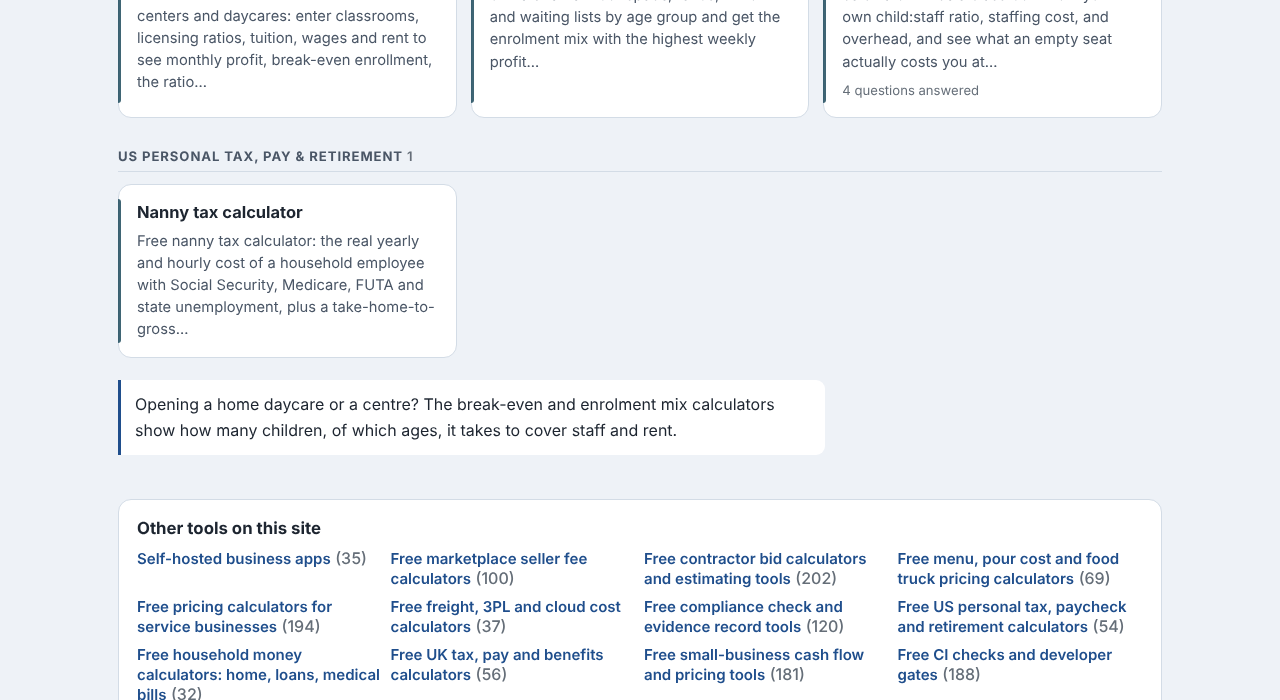 centers and daycares: enter classrooms,
licensing ratios, tuition, wages and rent to
see monthly profit, break-even enrollment,
the ratio...
and waiting lists by age group and get the
enrolment mix with the highest weekly
profit...
own child:staff ratio, staffing cost, and
overhead, and see what an empty seat
actually costs you at...
4 questions answered
US PERSONAL TAX, PAY & RETIREMENT 1
Nanny tax calculator
Free nanny tax calculator: the real yearly
and hourly cost of a household employee
with Social Security, Medicare, FUTA and
state unemployment, plus a take-home-to-
gross...
Opening a home daycare or a centre? The break-even and enrolment mix calculators
show how many children, of which ages, it takes to cover staff and rent.
Other tools on this site
Self-hosted business apps (35)
Free marketplace seller fee
calculators (100)
Free contractor bid calculators
and estimating tools (202)
Free menu, pour cost and food
truck pricing calculators (69)
Free pricing calculators for
service businesses (194)
Free freight, 3PL and cloud cost
calculators (37)
Free compliance check and
evidence record tools (120)
Free US personal tax, paycheck
and retirement calculators (54)
Free household money
calculators: home, loans, medical
bills (32)
Free UK tax, pay and benefits
calculators (56)
Free small-business cash flow
and pricing tools (181)
Free CI checks and developer
gates (188)